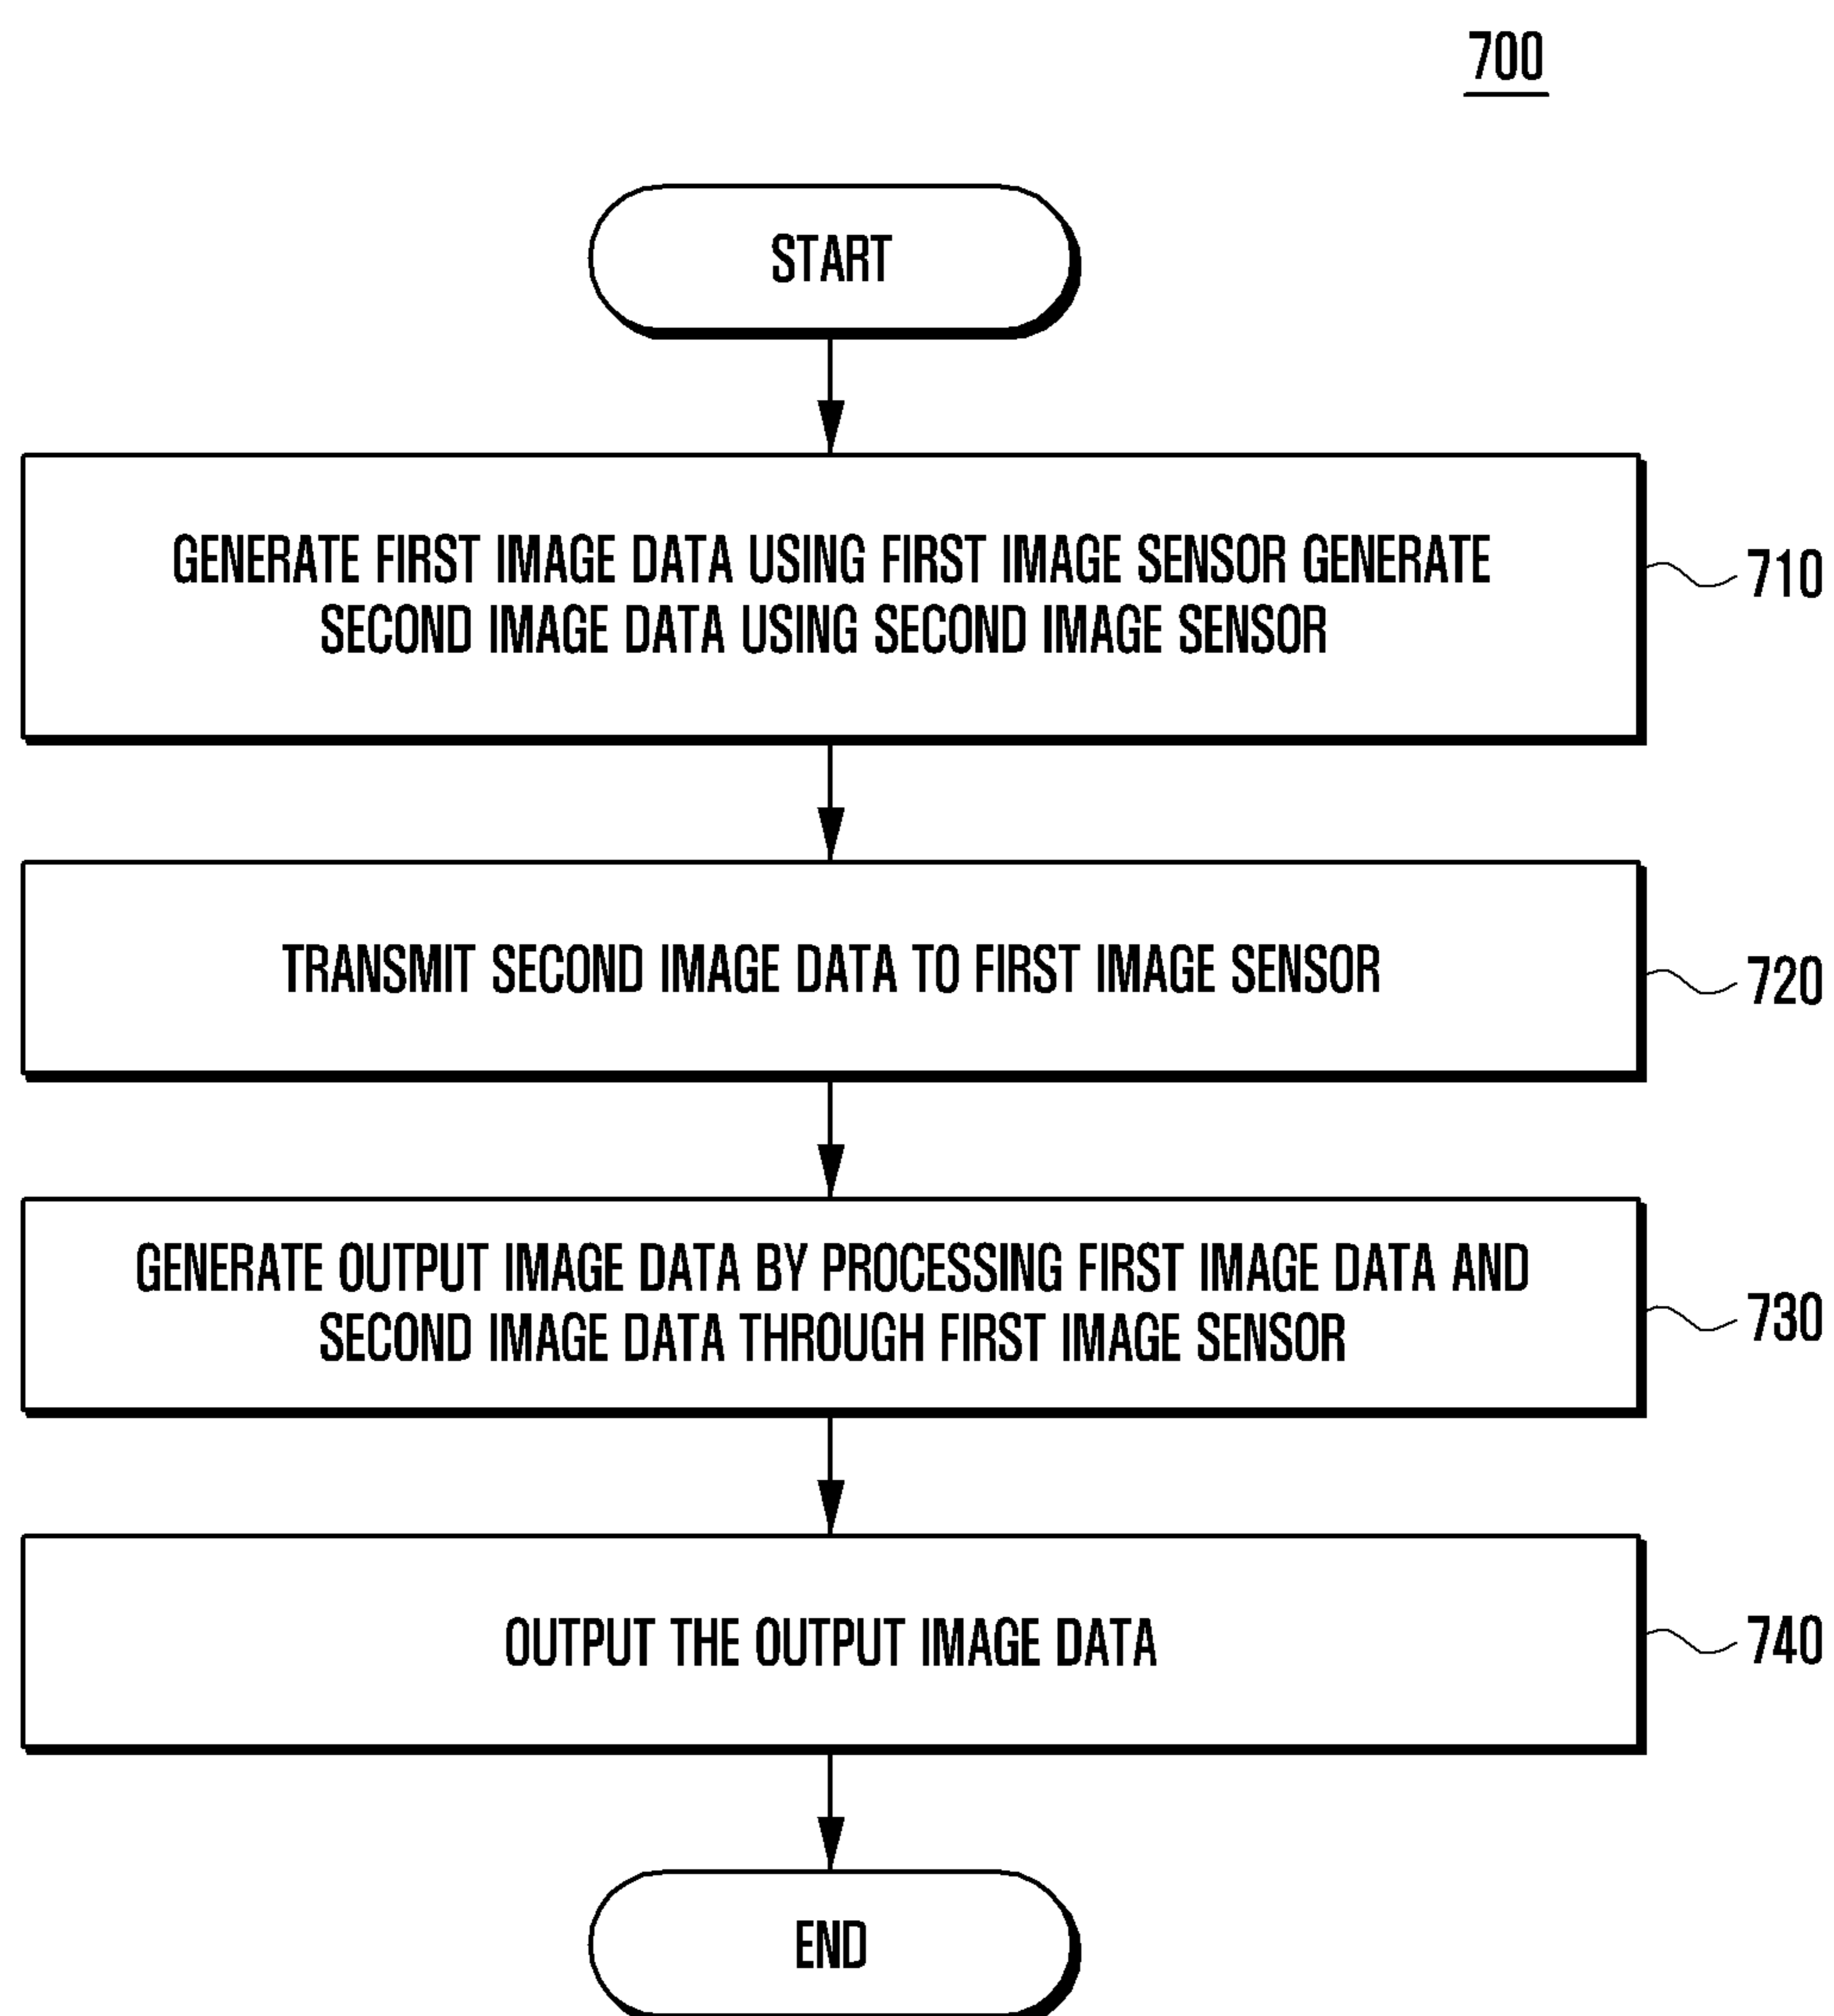 700
START
GENERATE FIRST IMAGE DATA USING FIRST IMAGE SENSOR GENERATE
SECOND IMAGE DATA USING SECOND IMAGE SENSOR
710
TRANSMIT SECOND IMAGE DATA TO FIRST IMAGE SENSOR
720
GENERATE OUTPUT IMAGE DATA BY PROCESSING FIRST IMAGE DATA AND
SECOND IMAGE DATA THROUGH FIRST IMAGE SENSOR
730
OUTPUT THE OUTPUT IMAGE DATA
740
END